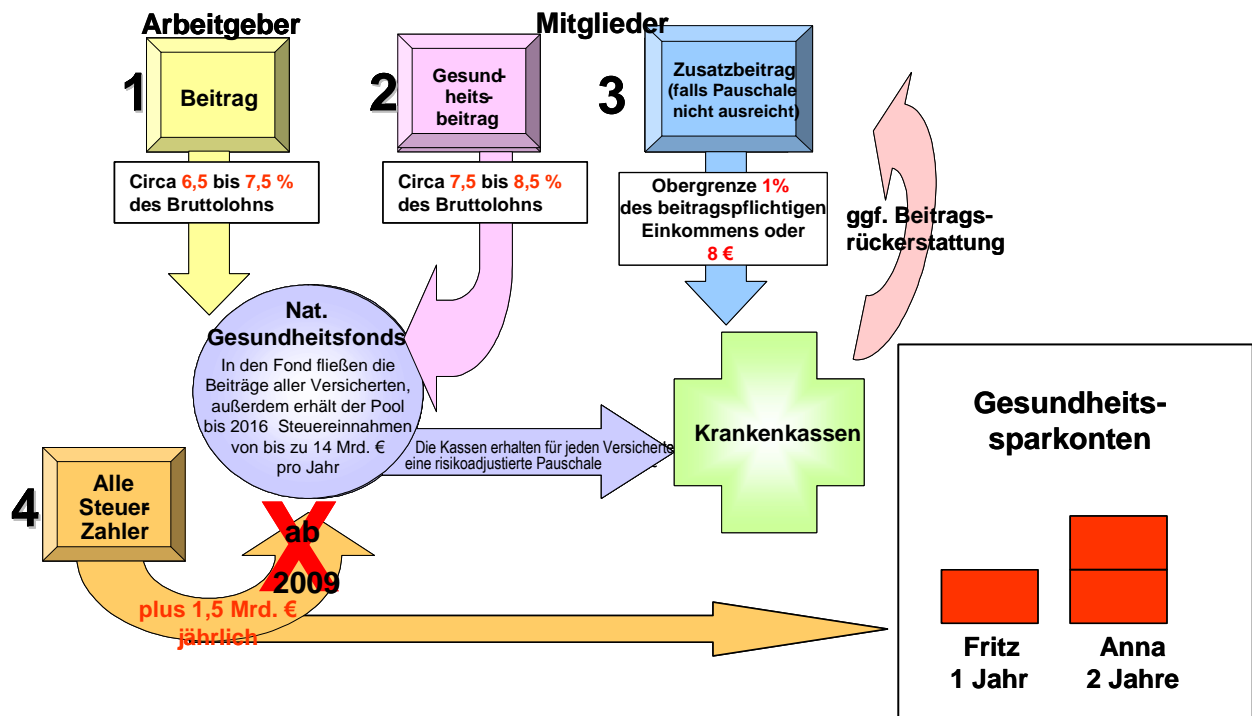 Arbeitgeber
Mitglieder
1
Beitrag
Circa 6,5 bis 7,5 %
des Bruttolohns
2
Gesund-
heits-
beitrag
Circa 7,5 bis 8,5 %
des Bruttolohns
3
Zusatzbeitrag
(falls Pauschale
nicht ausreicht)
Obergrenze 1%
des beitragspflichtigen
Einkommens oder
8 €
ggf. Beitrags-
rückerstattung
Nat.
Gesundheitsfonds
In den Fond fließen die
Beiträge aller Versicherten,
außerdem erhält der Pool
bis 2016 Steuereinnahmen
von bis zu 14 Mrd. €
pro Jahr
Die Kassen erhalten für jeden Versicherte
eine risikoadjustierte Pauschale
Krankenkassen
4
Alle
Steuer-
Zahler
X
ab
2009
plus 1,5 Mrd. €
jährlich
Gesundheits-
sparkonten
Fritz
1 Jahr
Anna
2 Jahre